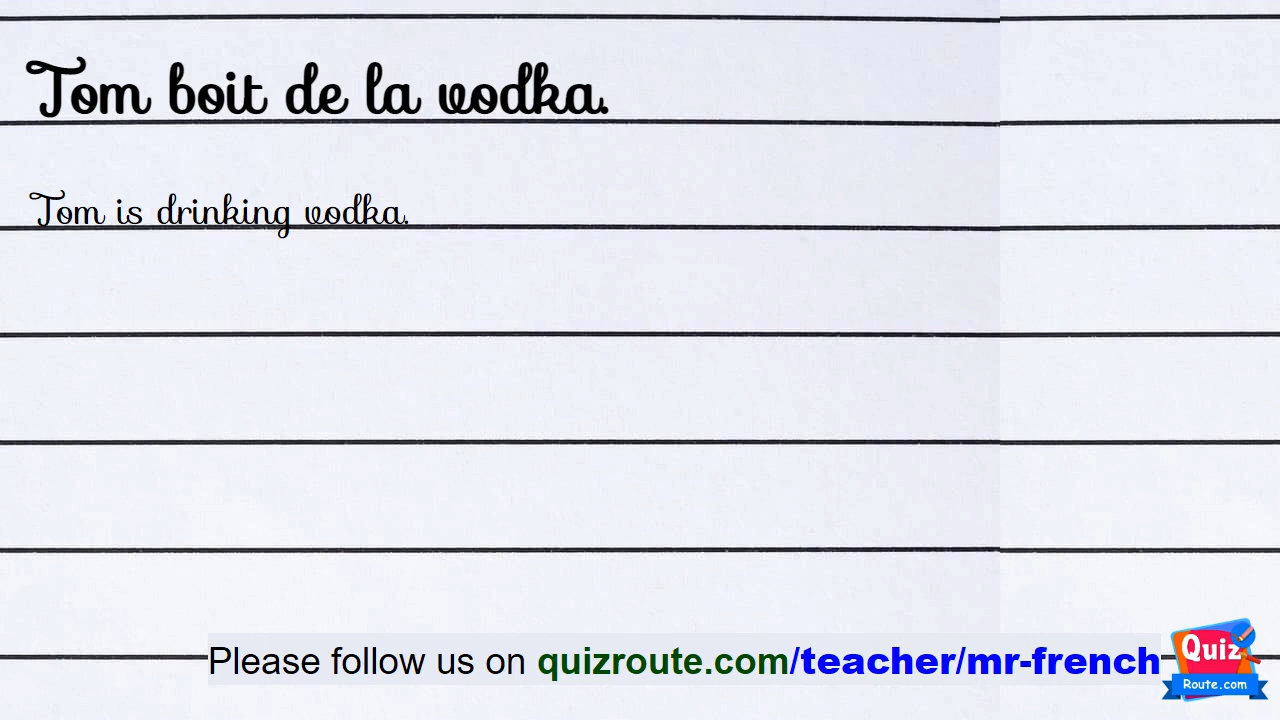 Tom boit de la vodka.
Tom is drinking vodka.
Please follow us on quizroute.com/teacher/mr-french
Quiz
Route.com